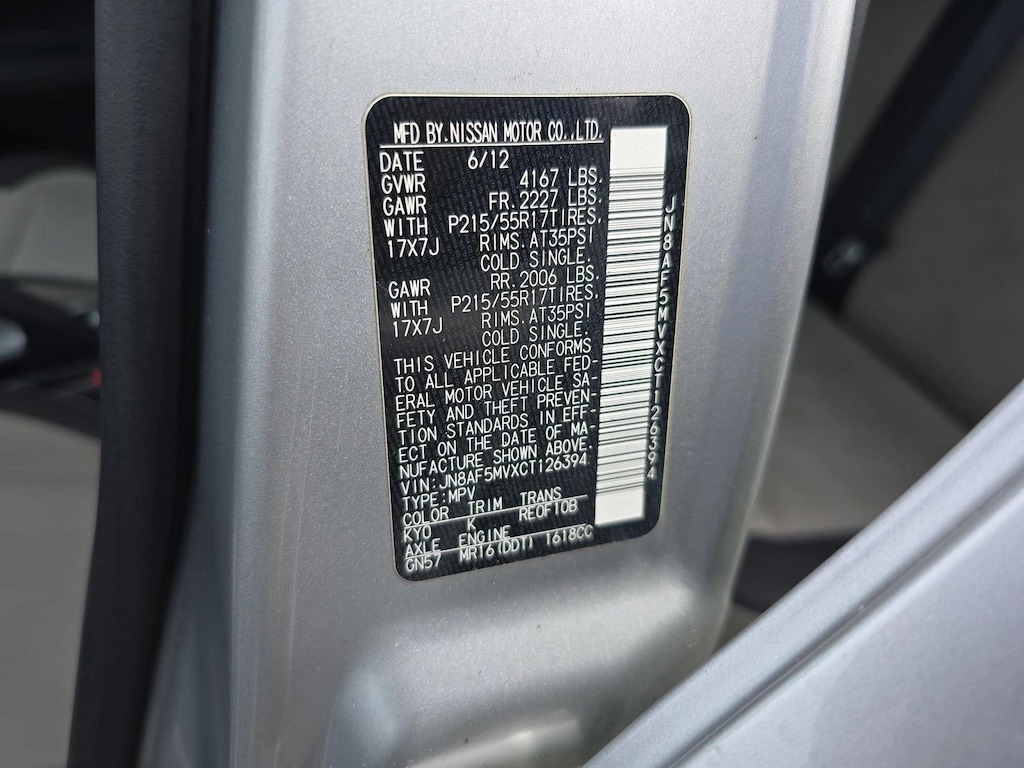 MFD BY.NISSAN MOTOR CO.,LTD.
DATE 6/12
GVWR 4167 LBS.
GAWR FR.2227 LBS.
WITH P215/55R17TIRES.
17X7J RIMS.AT35PSI
COLD SINGLE.
GAWR RR.2006 LBS.
WITH P215/55R17TIRES.
17X7J RIMS.AT35PSI
COLD SINGLE.
THIS VEHICLE CONFORMS
TO ALL APPLICABLE FED-
ERAL MOTOR VEHICLE SA-
FETY AND THEFT PREVEN-
TION STANDARDS IN EFF-
ECT ON THE DATE OF MA-
NUFACTURE SHOWN ABOVE.
VIN:JN8AF5MVXCT126394
TYPE:MPV
COLOR TRIM TRANS
KY0 K RE0F10B
AXLE ENGINE
GN57 MR16(DDT) 1618CC
JN8AF5MVXCT126394